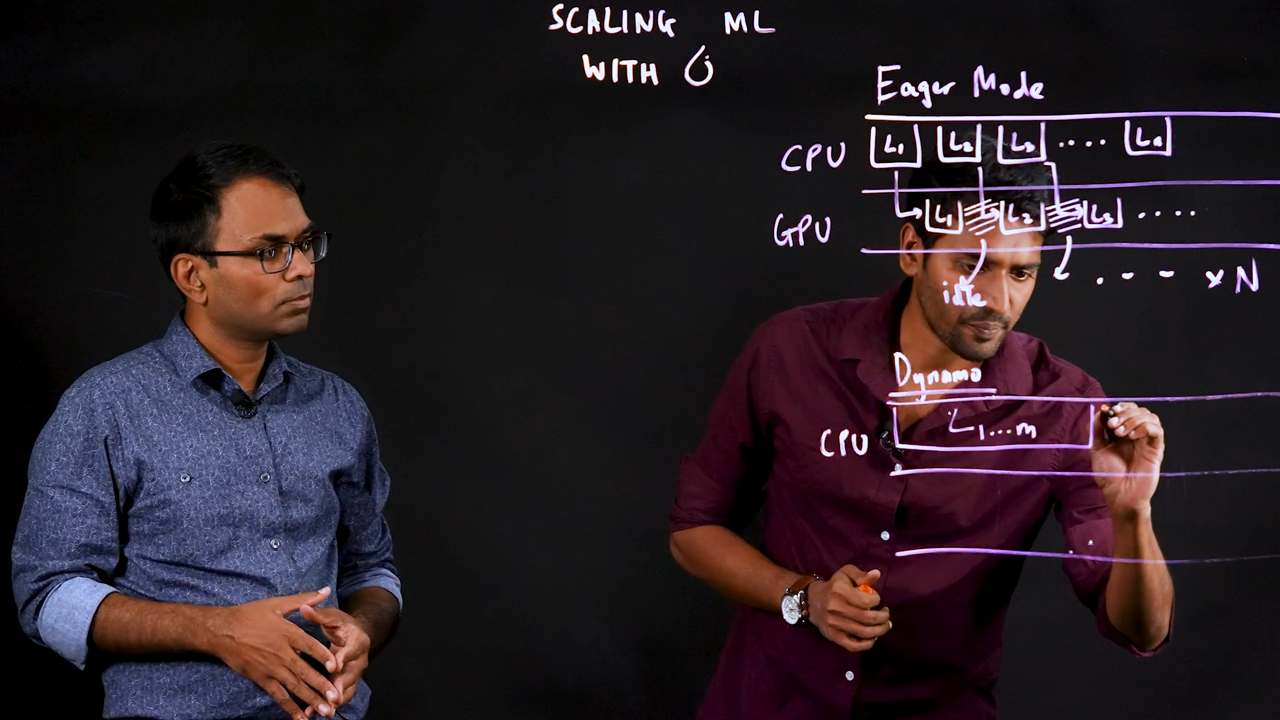 SCALING ML
WITH
Eager Mode
CPU L1 L2 L3 .... Ln
GPU L1 L2 L3 ....
idle . - - x N
Dynamo
CPU L1...m